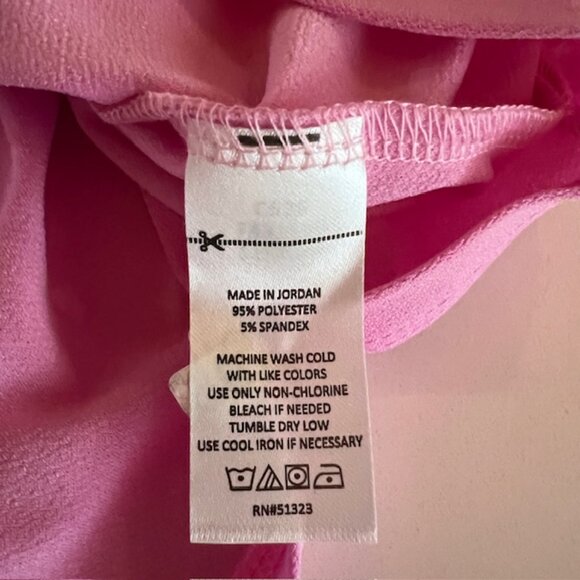 MADE IN JORDAN
95% POLYESTER
5% SPANDEX
MACHINE WASH COLD
WITH LIKE COLORS
USE ONLY NON-CHLORINE
BLEACH IF NEEDED
TUMBLE DRY LOW
USE COOL IRON IF NECESSARY
RN#51323